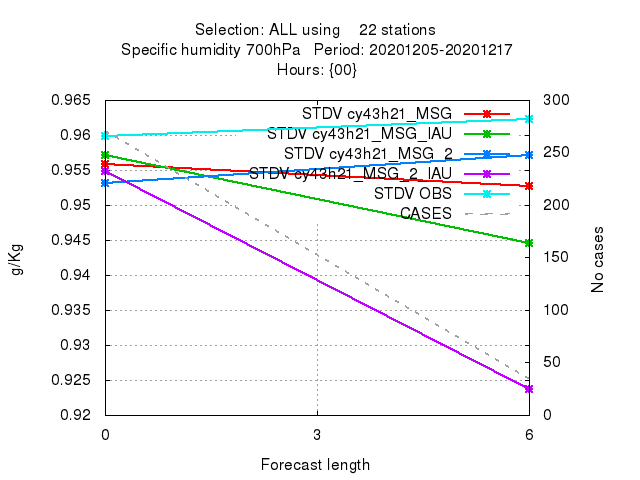 Selection: ALL using    22 stations
Specific humidity 700hPa   Period: 20201205-20201217
Hours: {00}
STDV cy43h21_MSG
STDV cy43h21_MSG_IAU
STDV cy43h21_MSG_2
STDV cy43h21_MSG_2_IAU
STDV OBS
CASES
0.965
0.96
0.955
0.95
0.945
0.94
0.935
0.93
0.925
0.92
g/Kg
300
250
200
150
100
50
0
No cases
0 3 6
Forecast length